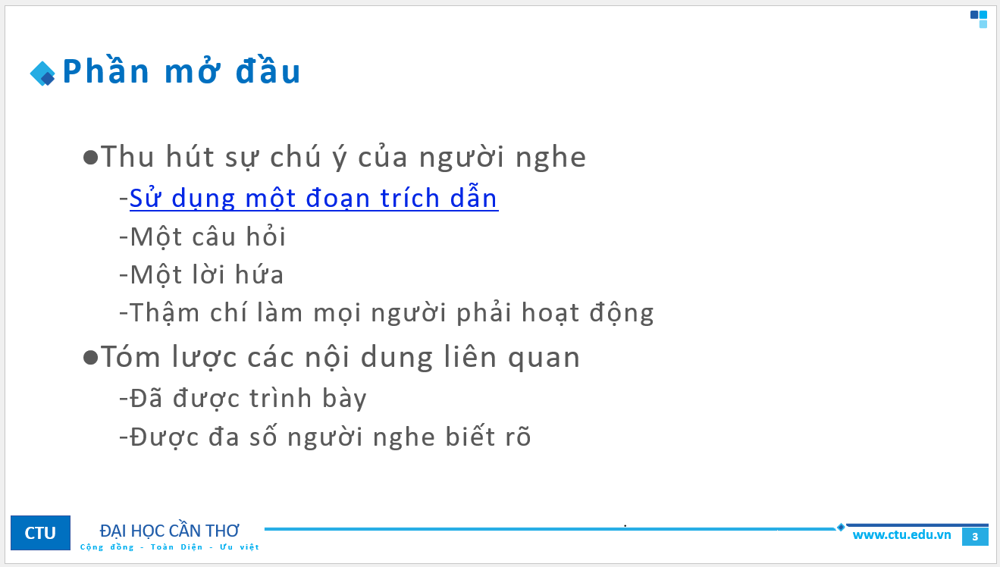 Phần mở đầu
●Thu hút sự chú ý của người nghe
-Sử dụng một đoạn trích dẫn
-Một câu hỏi
-Một lời hứa
-Thậm chí làm mọi người phải hoạt động
●Tóm lược các nội dung liên quan
-Đã được trình bày
-Được đa số người nghe biết rõ
CTU
ĐẠI HỌC CẦN THƠ
Cộng đồng - Toàn Diện - Ưu việt
.
www.ctu.edu.vn
3